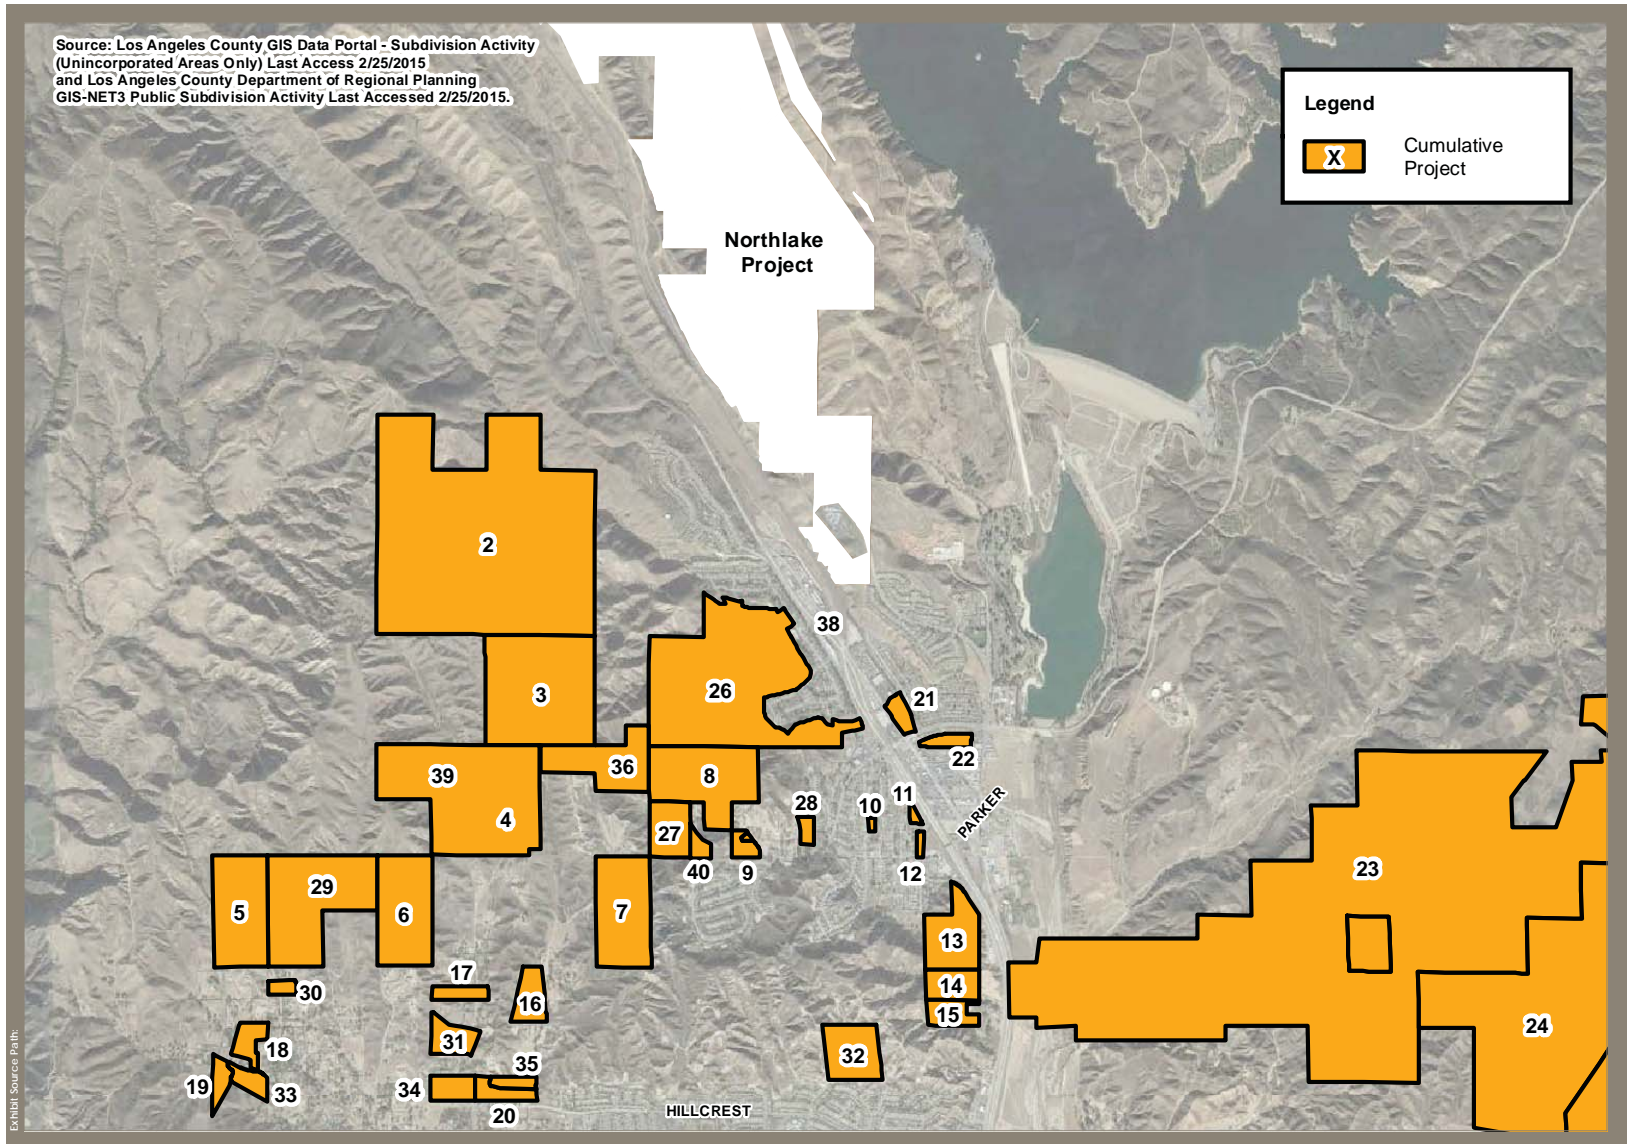 Source: Los Angeles County GIS Data Portal - Subdivision Activity
(Unincorporated Areas Only) Last Access 2/25/2015
and Los Angeles County Department of Regional Planning
GIS-NET3 Public Subdivision Activity Last Accessed 2/25/2015.
Legend
X
Cumulative
Project
Northlake
Project
2
38
3
26
21
22
36
39
8
4
28
10
11
PARKER
27
40
9
12
23
5
29
6
7
13
17
30
16
14
15
24
31
18
32
35
19
33
34
20
HILLCREST
Exhibit Source Path: